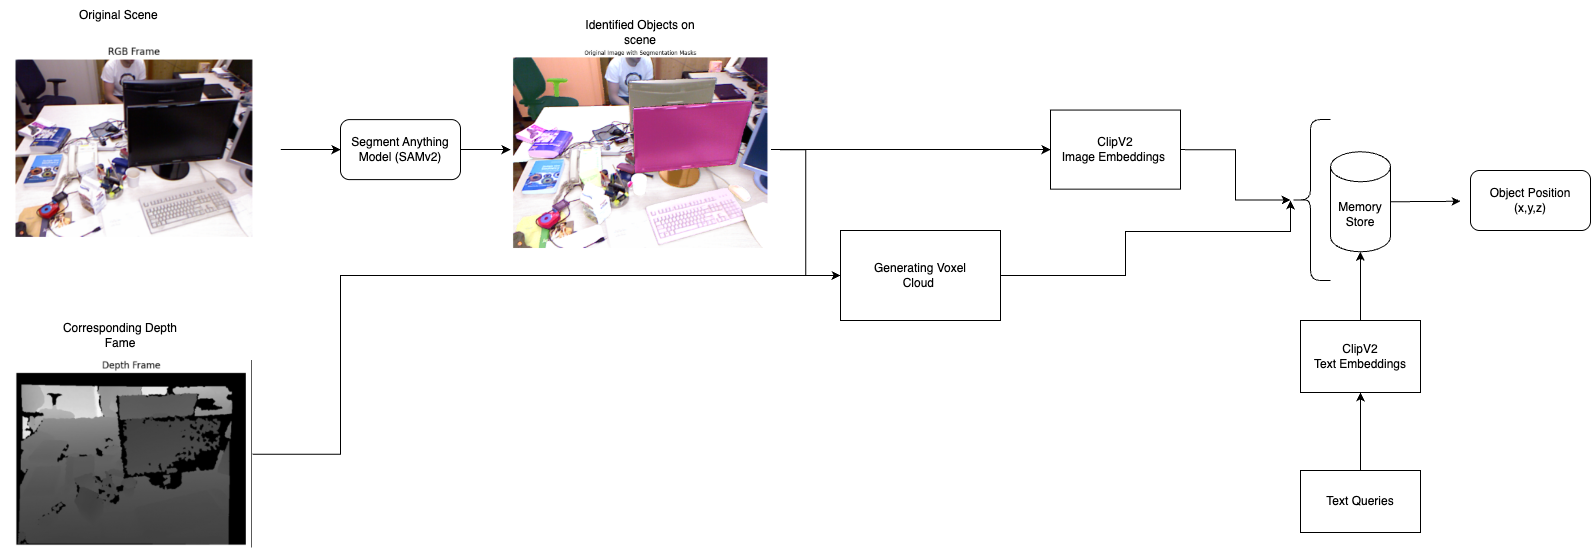 Original Scene
RGB Frame
Identified Objects on
scene
Original Image with Segmentation Masks
Segment Anything
Model (SAMv2)
ClipV2
Image Embeddings
Memory
Store
Object Position
(x,y,z)
Generating Voxel
Cloud
Corresponding Depth
Fame
Depth Frame
ClipV2
Text Embeddings
Text Queries